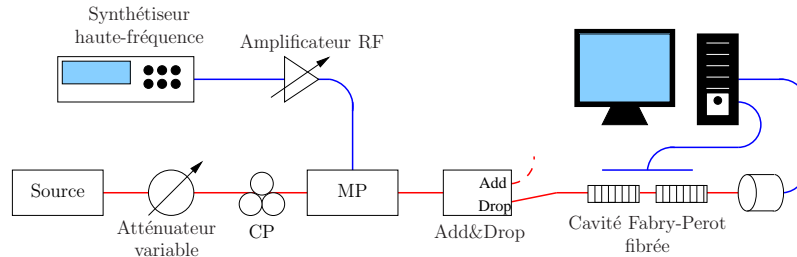 Synthétiseur
haute-fréquence
Amplificateur RF
Source
MP
Add
Drop
Atténuateur
variable
CP
Add&Drop
Cavité Fabry-Perot
fibrée